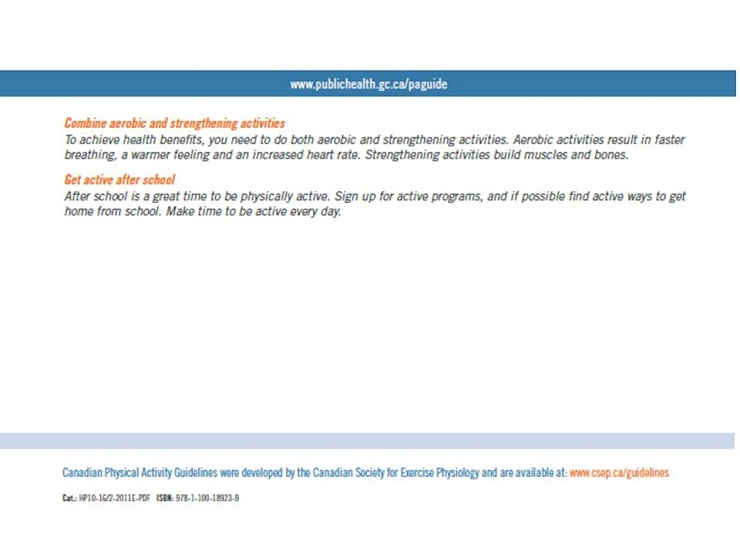 www.publichealth.gc.ca/paguide
Combine aerobic and strengthening activities
To achieve health benefits, you need to do both aerobic and strengthening activities. Aerobic activities result in faster
breathing, a warmer feeling and an increased heart rate. Strengthening activities build muscles and bones.
Get active after school
After school is a great time to be physically active. Sign up for active programs, and if possible find active ways to get
home from school. Make time to be active every day.
Canadian Physical Activity Guidelines were developed by the Canadian Society for Exercise Physiology and are available at: www.csep.ca/guidelines
Cat.: HP10-16/2-2011E-PDF ISBN: 978-1-100-18923-9